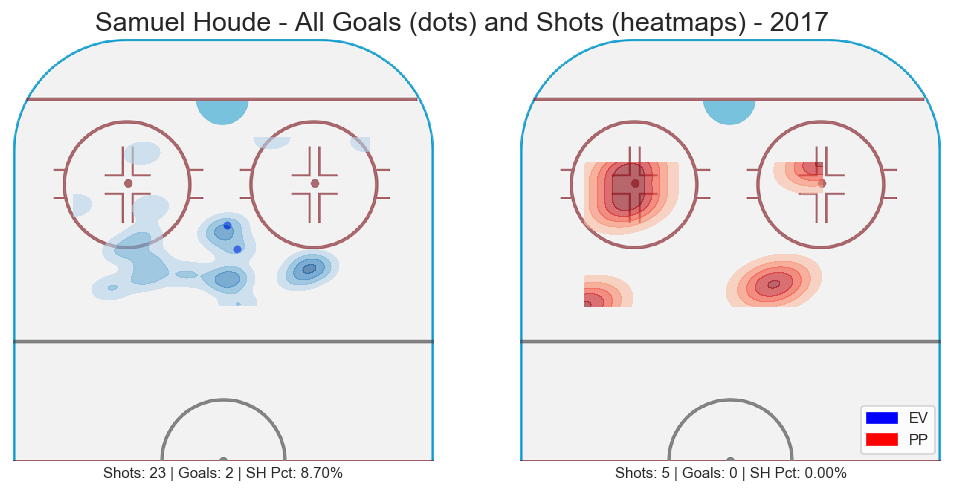 Samuel Houde - All Goals (dots) and Shots (heatmaps) - 2017
EV
PP
Shots: 23 | Goals: 2 | SH Pct: 8.70%
Shots: 5 | Goals: 0 | SH Pct: 0.00%